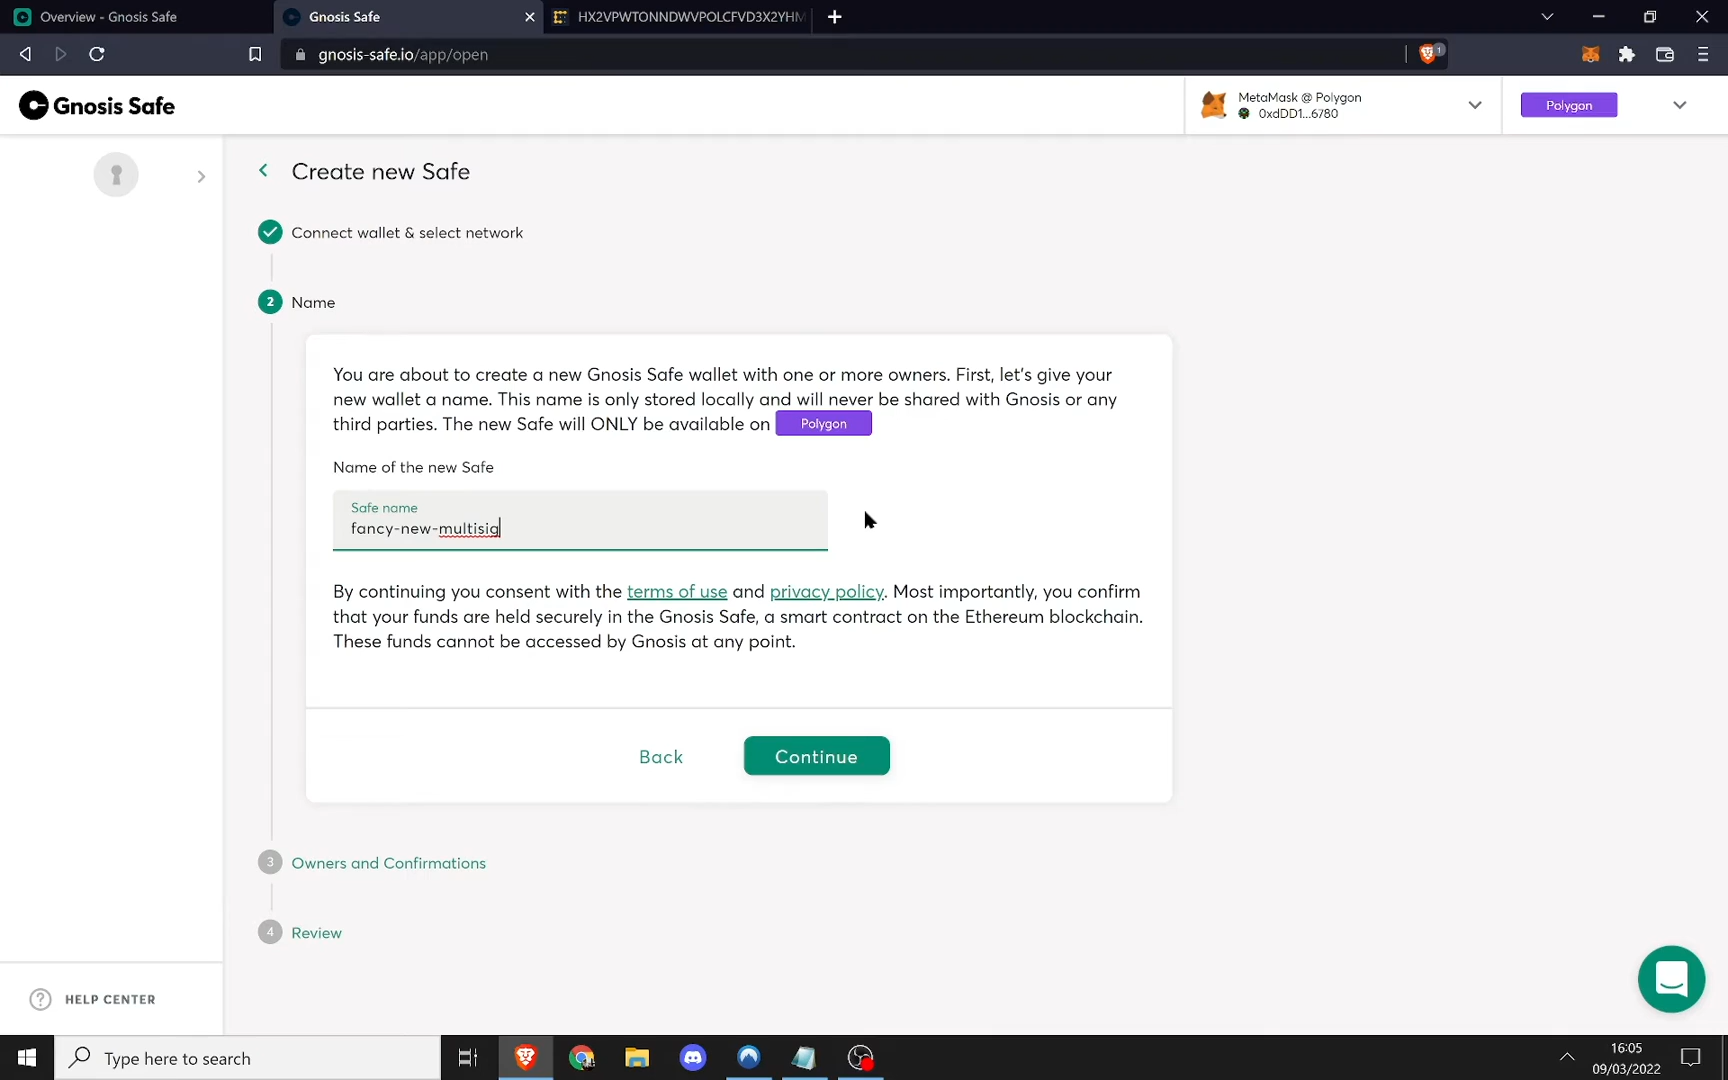 Overview - Gnosis Safe
Gnosis Safe
HX2VPWTONNDWVPOLCFVD3X2YHM
gnosis-safe.io/app/open
1
Gnosis Safe
MetaMask @ Polygon
0xdDD1...6780
Polygon
Create new Safe
Connect wallet & select network
2 Name
You are about to create a new Gnosis Safe wallet with one or more owners. First, let's give your
new wallet a name. This name is only stored locally and will never be shared with Gnosis or any
third parties. The new Safe will ONLY be available on Polygon
Name of the new Safe
Safe name
fancy-new-multisig
By continuing you consent with the terms of use and privacy policy. Most importantly, you confirm
that your funds are held securely in the Gnosis Safe, a smart contract on the Ethereum blockchain.
These funds cannot be accessed by Gnosis at any point.
Back
Continue
3 Owners and Confirmations
4 Review
? HELP CENTER
Type here to search
16:05
09/03/2022